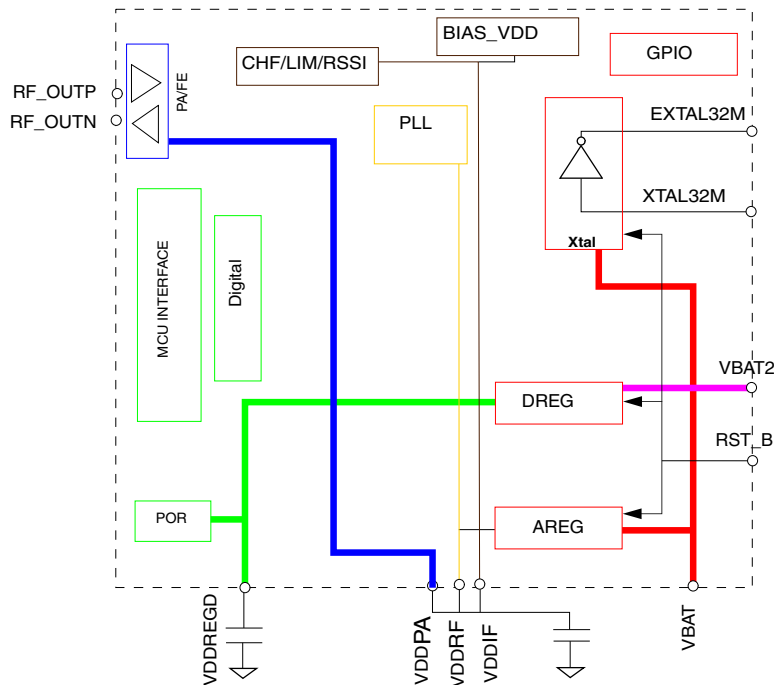 BIAS_VDD
GPIO
CHF/LIM/RSSI
PA/FE
RF_OUTP
RF_OUTN
PLL
EXTAL32M
XTAL32M
Xtal
MCU INTERFACE
Digital
VBAT2
DREG
RST_B
POR
AREG
VDDREGD
VDDPA
VDDRF
VDDIF
VBAT